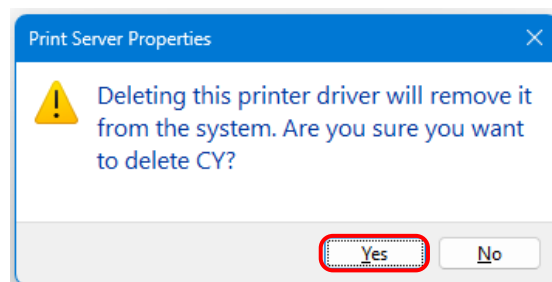 Print Server Properties
Deleting this printer driver will remove it
from the system. Are you sure you want
to delete CY?
Yes
No